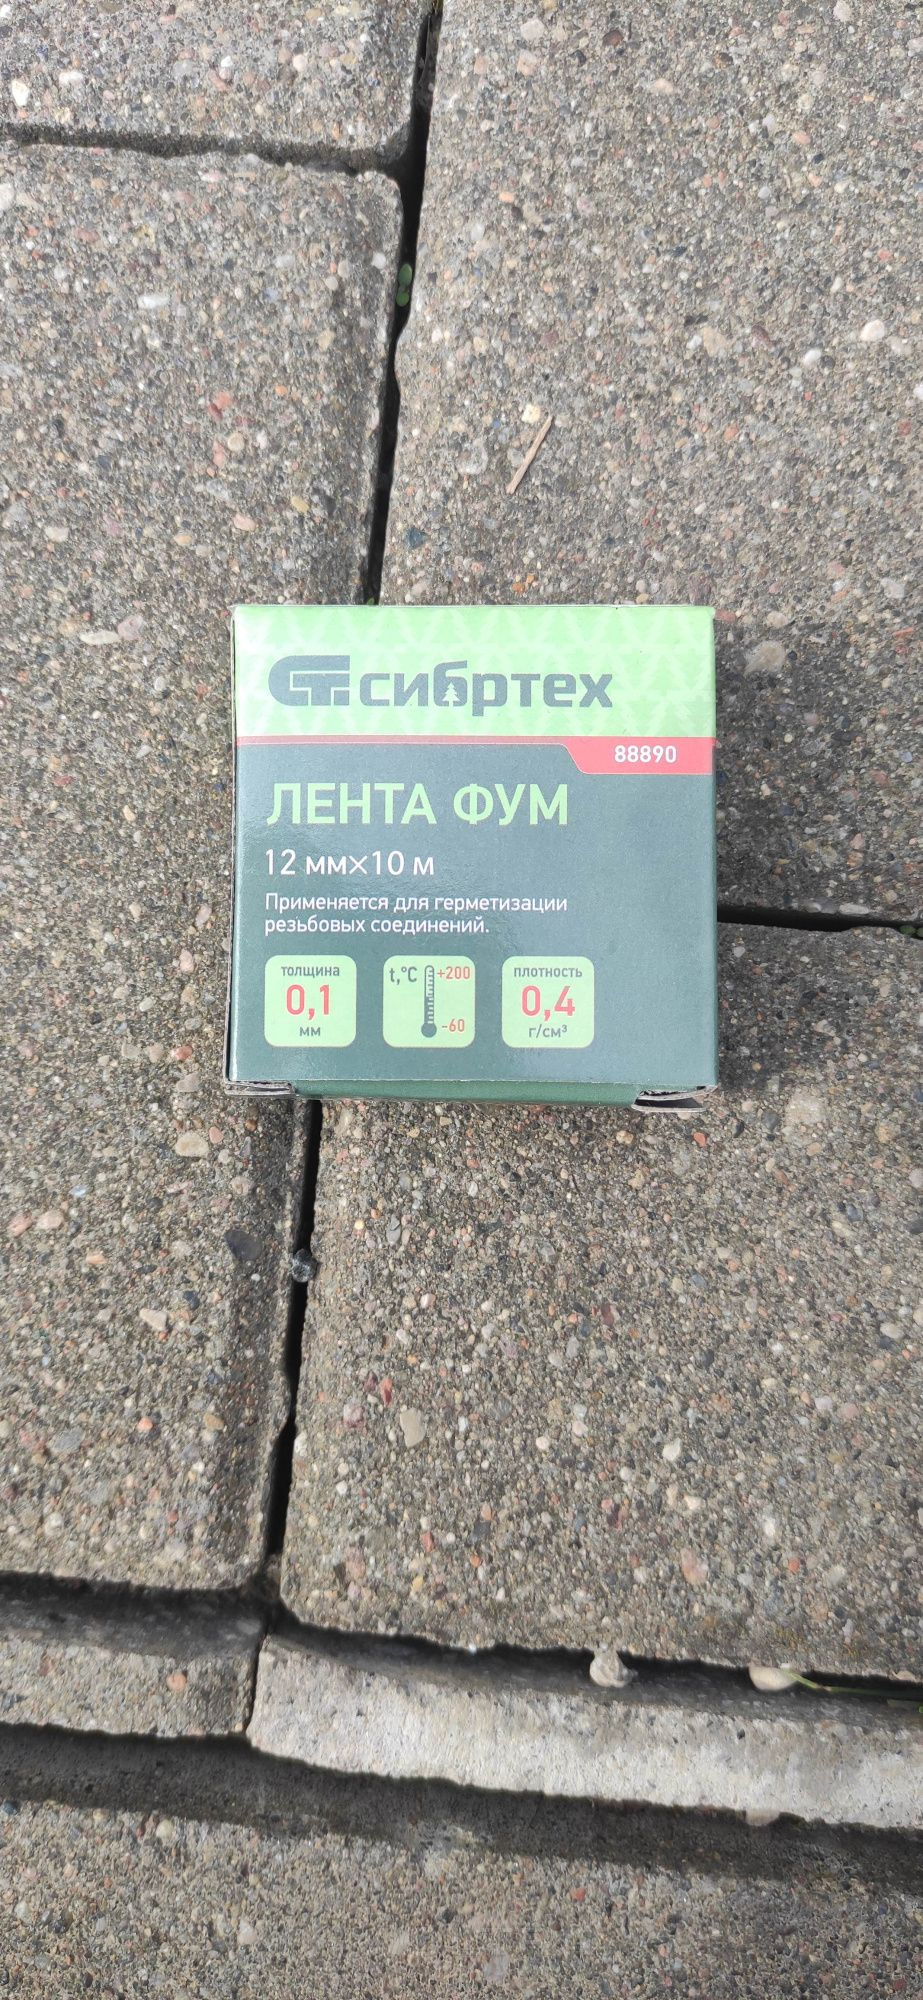 сибртех
88890
ЛЕНТА ФУМ
12 мм×10 м
Применяется для герметизации
резьбовых соединений.
толщина
0,1
мм
t,°C
+200
-60
плотность
0,4
г/см³